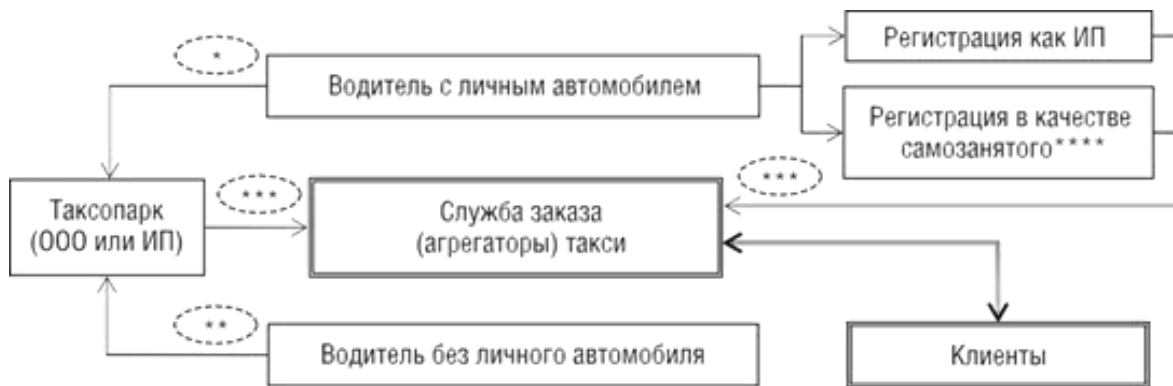 *
Водитель с личным автомобилем
Регистрация как ИП
Регистрация в качестве
самозанятого****
Таксопарк
(ООО или ИП)
***
Служба заказа
(агрегаторы) такси
***
**
Водитель без личного автомобиля
Клиенты